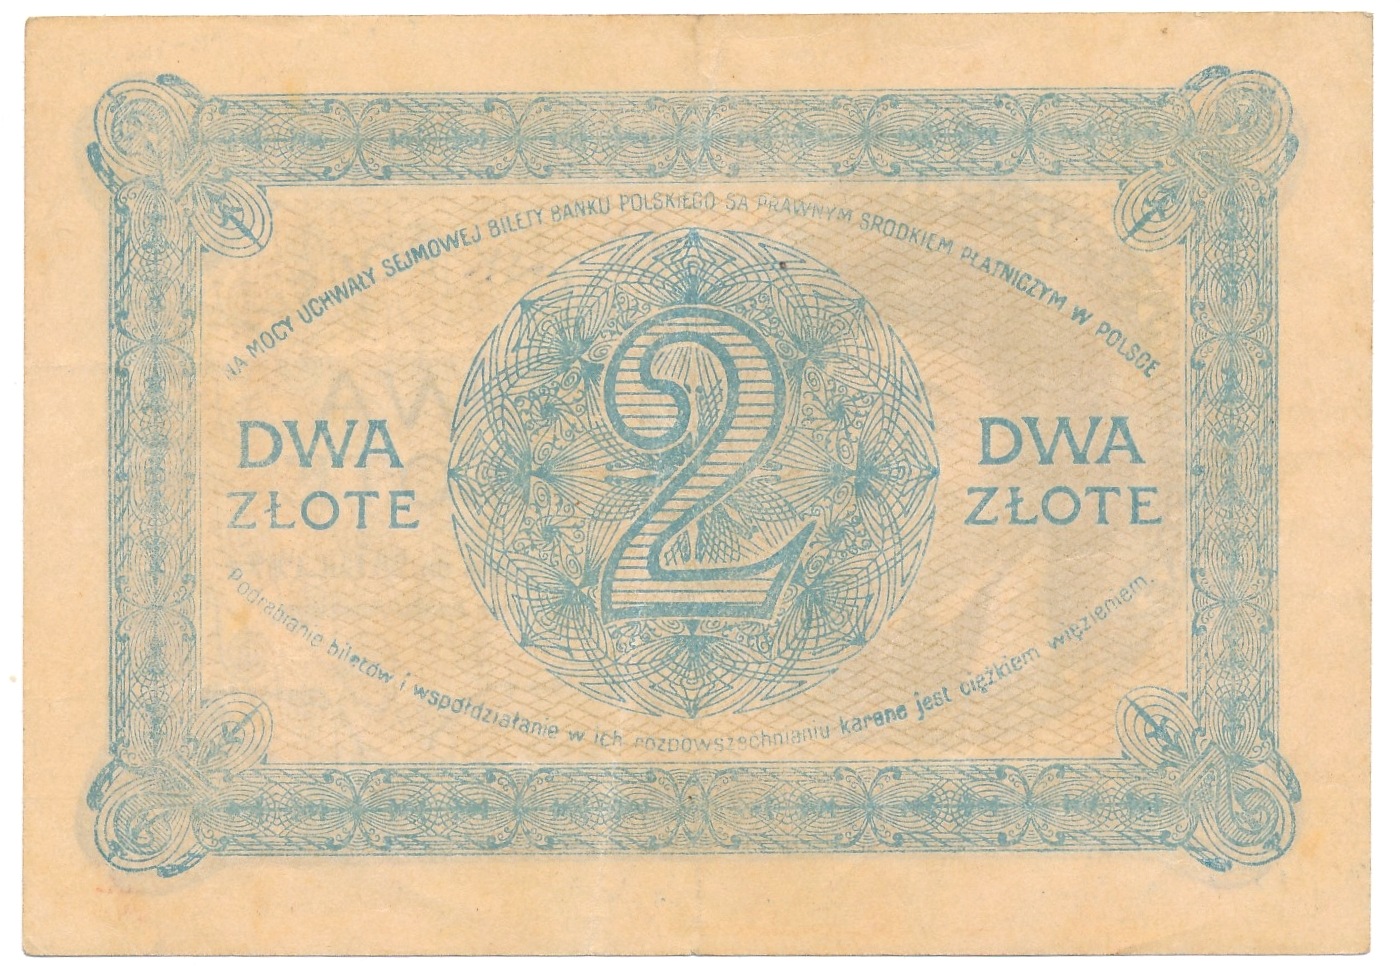 NA MOCY UCHWAŁY SEJMOWEJ BILETY BANKU POLSKIEGO SĄ PRAWNYM ŚRODKIEM PŁATNICZYM W POLSCE
2
DWA
ZŁOTE
DWA
ZŁOTE
Podrabianie biletów i współdziałanie w ich rozpowszechnianiu karane jest ciężkiem więzieniem.